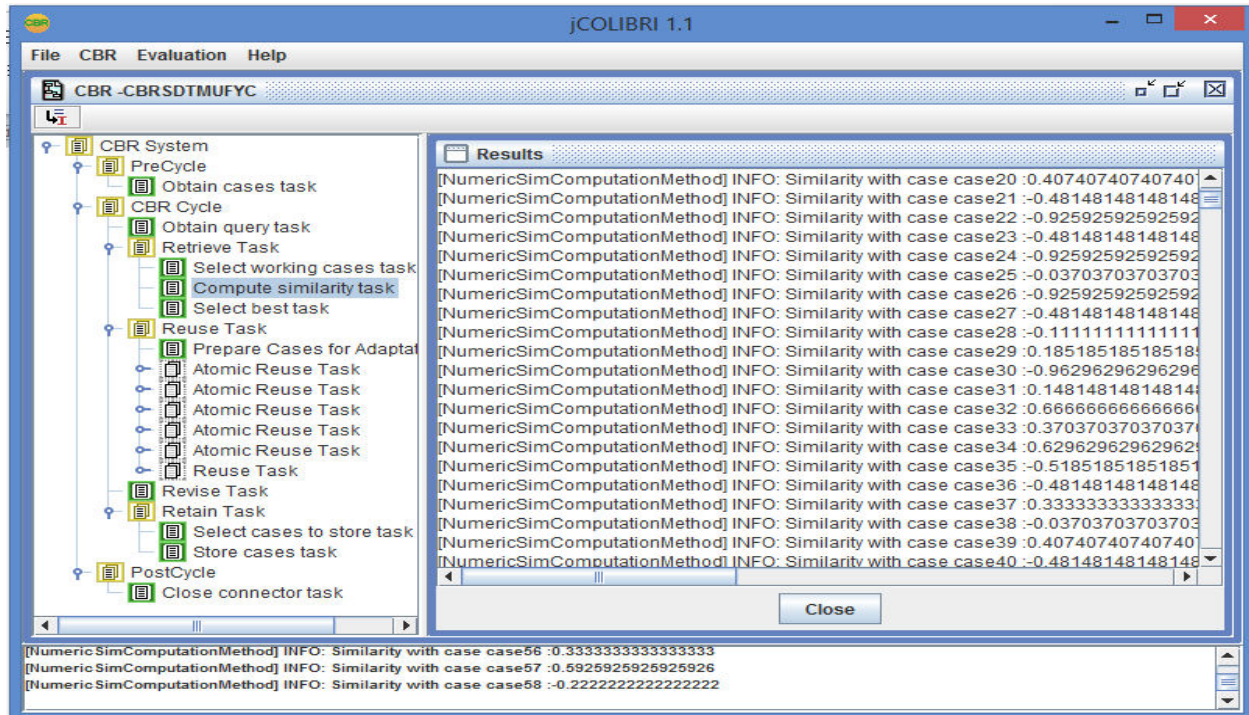 CBR
jCOLIBRI 1.1
File CBR Evaluation Help
CBR -CBRSDTMUFYC
CBR System
PreCycle
Obtain cases task
CBR Cycle
Obtain query task
Retrieve Task
Select working cases task
Compute similarity task
Select best task
Reuse Task
Prepare Cases for Adaptat
Atomic Reuse Task
Atomic Reuse Task
Atomic Reuse Task
Atomic Reuse Task
Reuse Task
Revise Task
Retain Task
Select cases to store task
Store cases task
PostCycle
Close connector task
Results
[NumericSimComputationMethod] INFO: Similarity with case case20 :0.40740740740740
[NumericSimComputationMethod] INFO: Similarity with case case21 :-0.48148148148148
[NumericSimComputationMethod] INFO: Similarity with case case22 :-0.92592592592592
[NumericSimComputationMethod] INFO: Similarity with case case23 :-0.48148148148148
[NumericSimComputationMethod] INFO: Similarity with case case24 :-0.92592592592592
[NumericSimComputationMethod] INFO: Similarity with case case25 :-0.03703703703703
[NumericSimComputationMethod] INFO: Similarity with case case26 :-0.92592592592592
[NumericSimComputationMethod] INFO: Similarity with case case27 :-0.48148148148148
[NumericSimComputationMethod] INFO: Similarity with case case28 :-0.11111111111111
[NumericSimComputationMethod] INFO: Similarity with case case29 :0.18518518518518
[NumericSimComputationMethod] INFO: Similarity with case case30 :-0.96296296296296
[NumericSimComputationMethod] INFO: Similarity with case case31 :0.14814814814814
[NumericSimComputationMethod] INFO: Similarity with case case32 :0.66666666666666
[NumericSimComputationMethod] INFO: Similarity with case case33 :0.37037037037037
[NumericSimComputationMethod] INFO: Similarity with case case34 :0.62962962962962
[NumericSimComputationMethod] INFO: Similarity with case case35 :-0.51851851851851
[NumericSimComputationMethod] INFO: Similarity with case case36 :-0.48148148148148
[NumericSimComputationMethod] INFO: Similarity with case case37 :0.33333333333333
[NumericSimComputationMethod] INFO: Similarity with case case38 :-0.03703703703703
[NumericSimComputationMethod] INFO: Similarity with case case39 :0.40740740740740
[NumericSimComputationMethod] INFO: Similarity with case case40 :-0.48148148148148
Close
[NumericSimComputationMethod] INFO: Similarity with case case56 :0.3333333333333333
[NumericSimComputationMethod] INFO: Similarity with case case57 :0.5925925925925926
[NumericSimComputationMethod] INFO: Similarity with case case58 :-0.2222222222222222